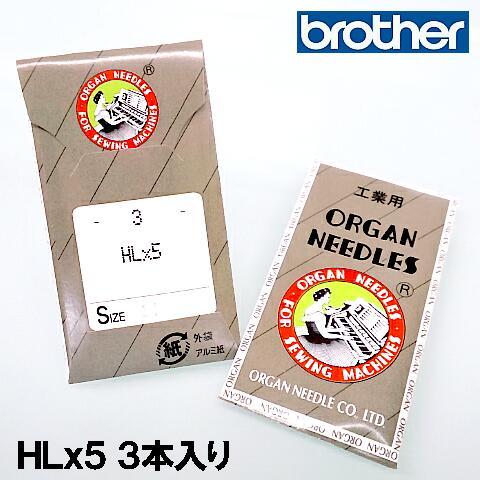 brother
ORGAN NEEDLES
FOR SEWING MACHINES
®
- 3 -
HLx5
SIZE
紙
外袋
アルミ紙
工業用
ORGAN
NEEDLES
®
ORGAN NEEDLES
FOR SEWING MACHINES
ORGAN NEEDLE CO., LTD.
HLx5 3本入り